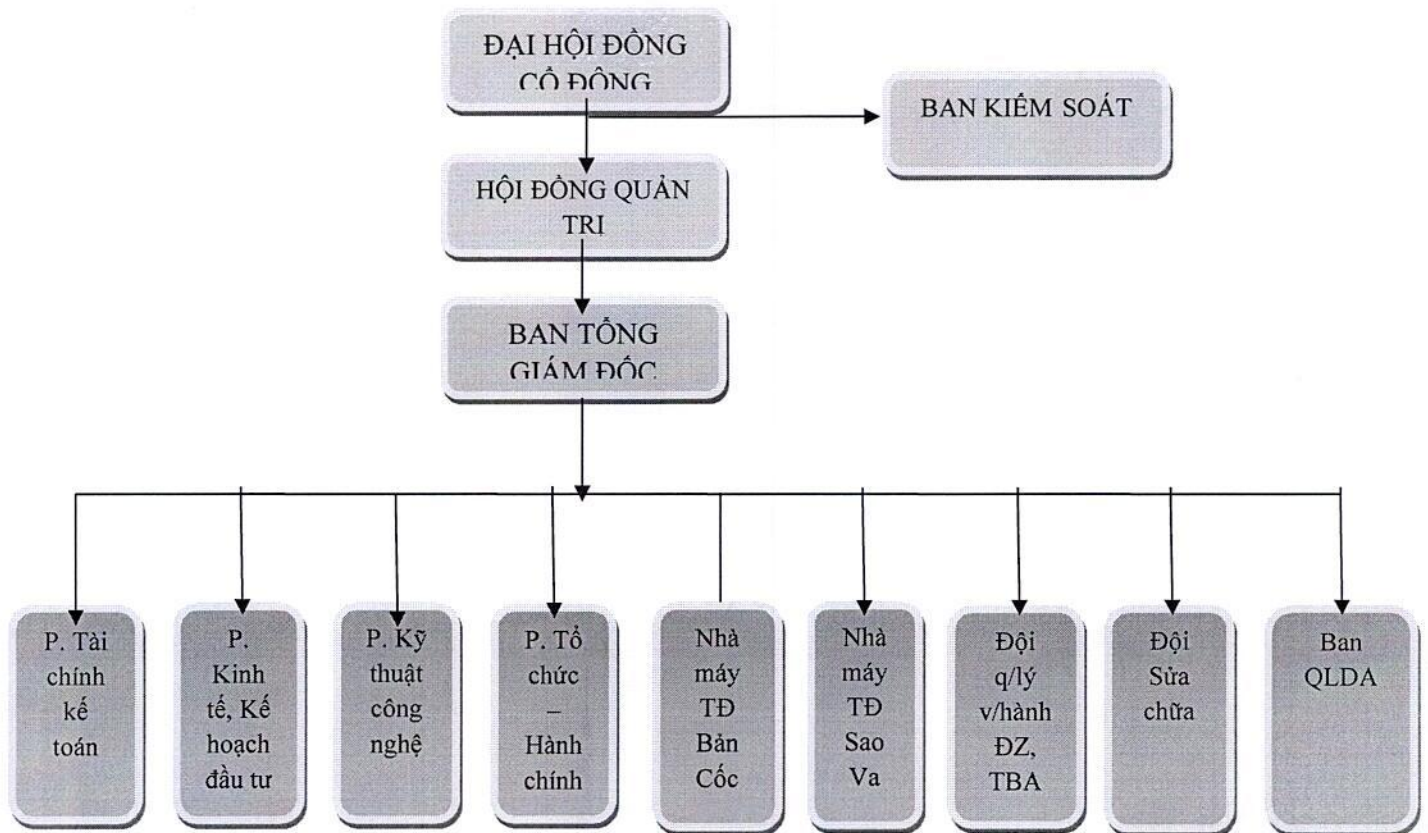 ĐẠI HỘI ĐỒNG
CỔ ĐÔNG
BAN KIỂM SOÁT
HỘI ĐỒNG QUẢN
TRỊ
BAN TỔNG
GIÁM ĐỐC
P. Tài
chính
kế
toán
P.
Kinh
tế, Kế
hoạch
đầu tư
P. Kỹ
thuật
công
nghệ
P. Tổ
chức
–
Hành
chính
Nhà
máy
TĐ
Bản
Cốc
Nhà
máy
TĐ
Sao
Va
Đội
q/lý
v/hành
ĐZ,
TBA
Đội
Sửa
chữa
Ban
QLDA